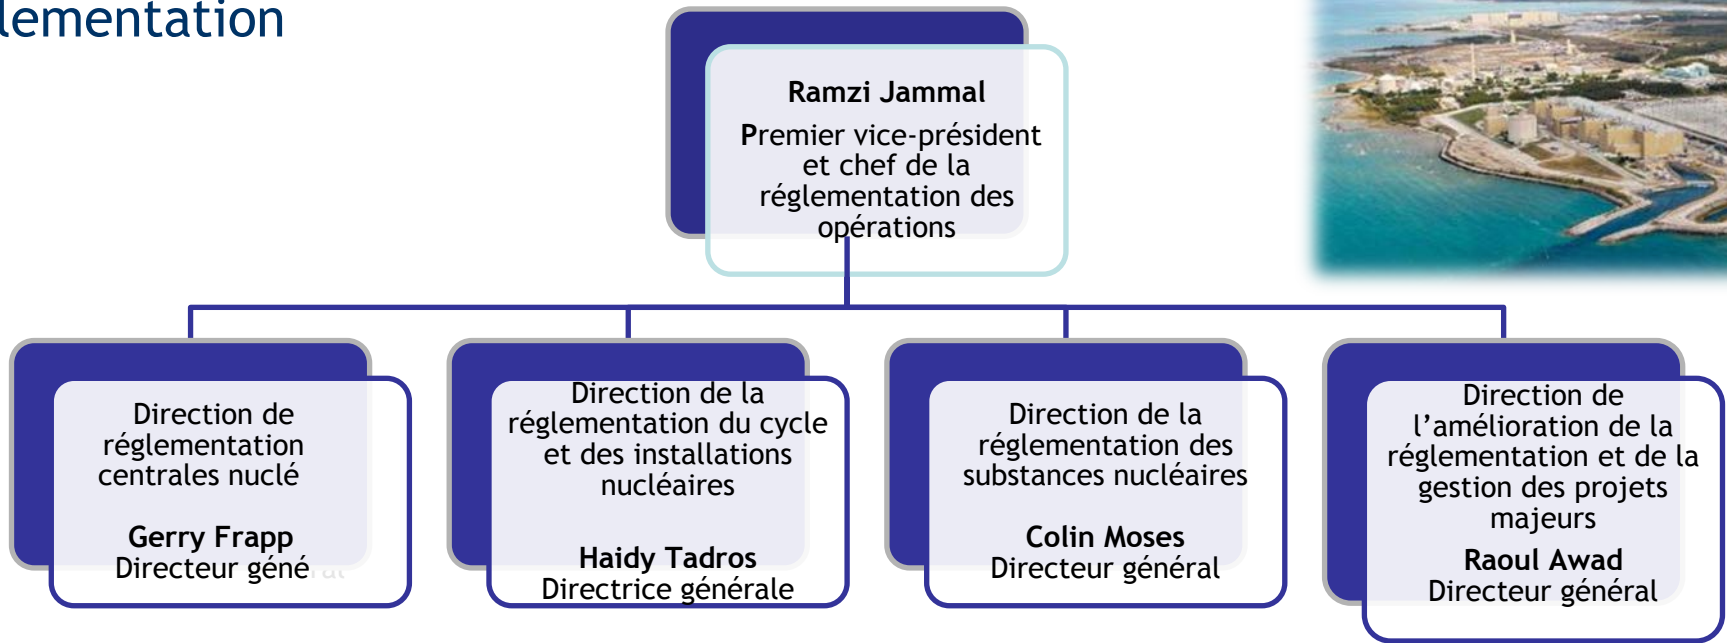 lementation
Ramzi Jammal
Premier vice-président
et chef de la
réglementation des
opérations
Direction de
réglementation
centrales nuclé
Gerry Frapp
Directeur général
Direction de la
réglementation du cycle
et des installations
nucléaires
Haidy Tadros
Directrice générale
Direction de la
réglementation des
substances nucléaires
Colin Moses
Directeur général
Direction de
l’amélioration de la
réglementation et de la
gestion des projets
majeurs
Raoul Awad
Directeur général